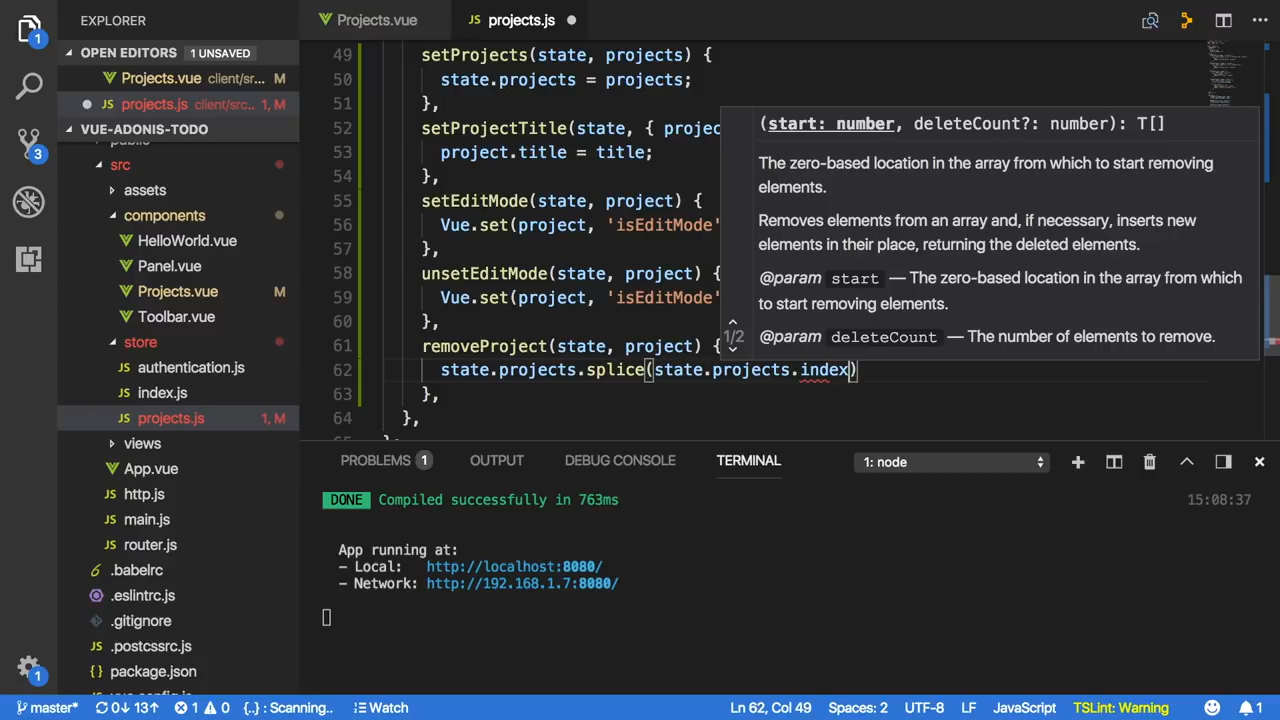 EXPLORER
Projects.vue
projects.js
OPEN EDITORS 1 UNSAVED
Projects.vue client/sr... M
projects.js client/src... 1, M
VUE-ADONIS-TODO
src
assets
components
HelloWorld.vue
Panel.vue
Projects.vue M
Toolbar.vue
store
authentication.js
index.js
projects.js 1, M
views
App.vue
http.js
main.js
router.js
.babelrc
.eslintrc.js
.gitignore
.postcssrc.js
package.json
1
3
1
49 setProjects(state, projects) {
50 state.projects = projects;
51 },
52 setProjectTitle(state, { projec
53 project.title = title;
54 },
55 setEditMode(state, project) {
56 Vue.set(project, 'isEditMode'
57 },
58 unsetEditMode(state, project) {
59 Vue.set(project, 'isEditMode'
60 },
61 removeProject(state, project) {
62 state.projects.splice(state.projects.index)
63 },
64 },
(start: number, deleteCount?: number): T[]
The zero-based location in the array from which to start removing
elements.
Removes elements from an array and, if necessary, inserts new
elements in their place, returning the deleted elements.
@param start — The zero-based location in the array from which
to start removing elements.
1/2
@param deleteCount — The number of elements to remove.
PROBLEMS 1 OUTPUT DEBUG CONSOLE TERMINAL 1: node
DONE Compiled successfully in 763ms 15:08:37
App running at:
- Local: http://localhost:8080/
- Network: http://192.168.1.7:8080/
master* 0↓ 13↑ 1 0 {..} : Scanning.. Watch Ln 62, Col 49 Spaces: 2 UTF-8 LF JavaScript TSLint: Warning 1